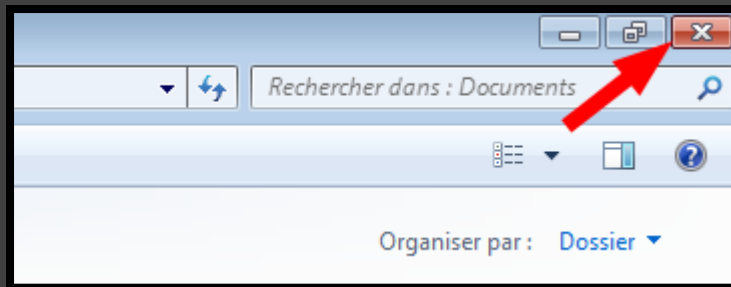 Rechercher dans : Documents
Organiser par : Dossier